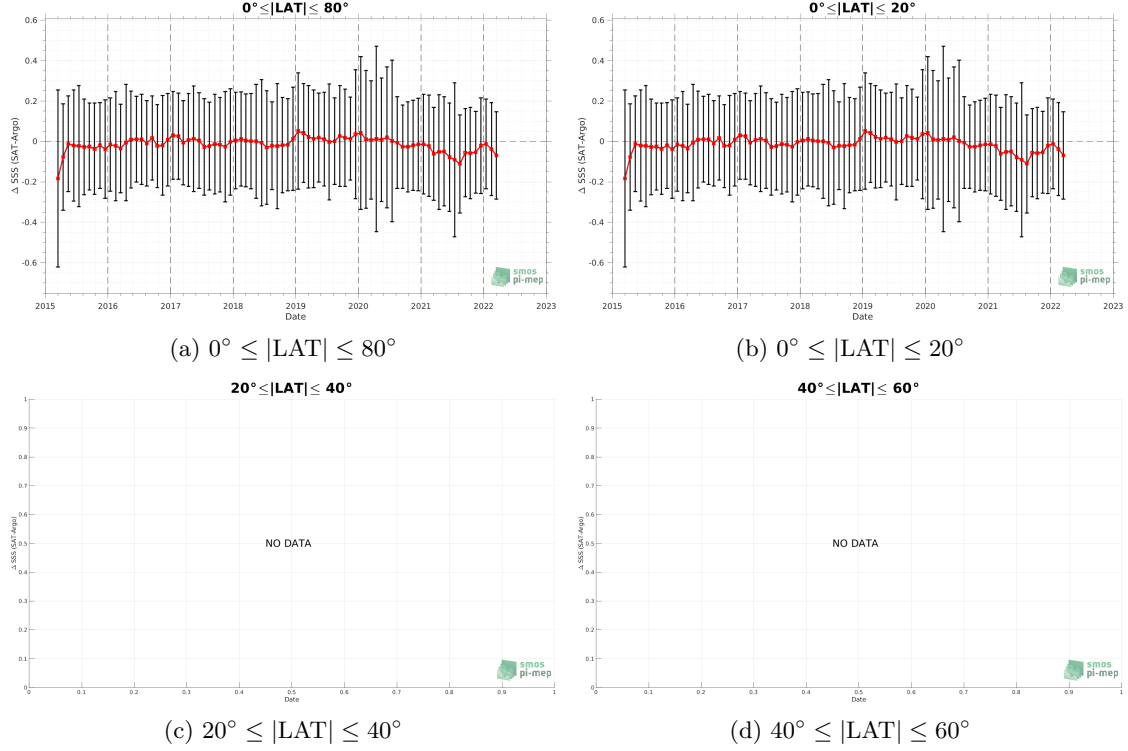 0°≤|LAT|≤ 80°
0.6
0.4
0.2
0
-0.2
-0.4
-0.6
Δ SSS (SAT-Argo)
smos
pi-mep
2015 2016 2017 2018 2019 2020 2021 2022 2023
Date
(a) 0° ≤ |LAT| ≤ 80°
0°≤|LAT|≤ 20°
0.6
0.4
0.2
0
-0.2
-0.4
-0.6
Δ SSS (SAT-Argo)
smos
pi-mep
2015 2016 2017 2018 2019 2020 2021 2022 2023
Date
(b) 0° ≤ |LAT| ≤ 20°
20°≤|LAT|≤ 40°
1
0.9
0.8
0.7
0.6
0.5
0.4
0.3
0.2
0.1
0
Δ SSS (SAT-Argo)
NO DATA
smos
pi-mep
0 0.1 0.2 0.3 0.4 0.5 0.6 0.7 0.8 0.9 1
Date
(c) 20° ≤ |LAT| ≤ 40°
40°≤|LAT|≤ 60°
1
0.9
0.8
0.7
0.6
0.5
0.4
0.3
0.2
0.1
0
Δ SSS (SAT-Argo)
NO DATA
smos
pi-mep
0 0.1 0.2 0.3 0.4 0.5 0.6 0.7 0.8 0.9 1
Date
(d) 40° ≤ |LAT| ≤ 60°